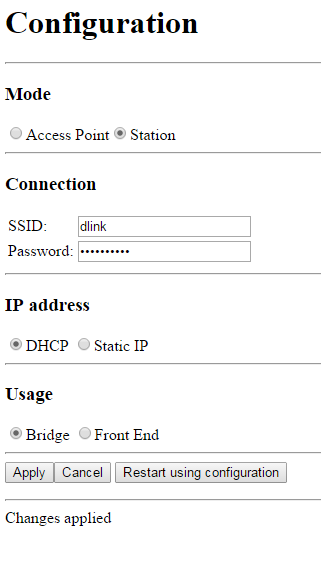 Configuration
Mode
Access Point Station
Connection
SSID: dlink
Password: ••••••••••
IP address
DHCP Static IP
Usage
Bridge Front End
Apply Cancel Restart using configuration
Changes applied